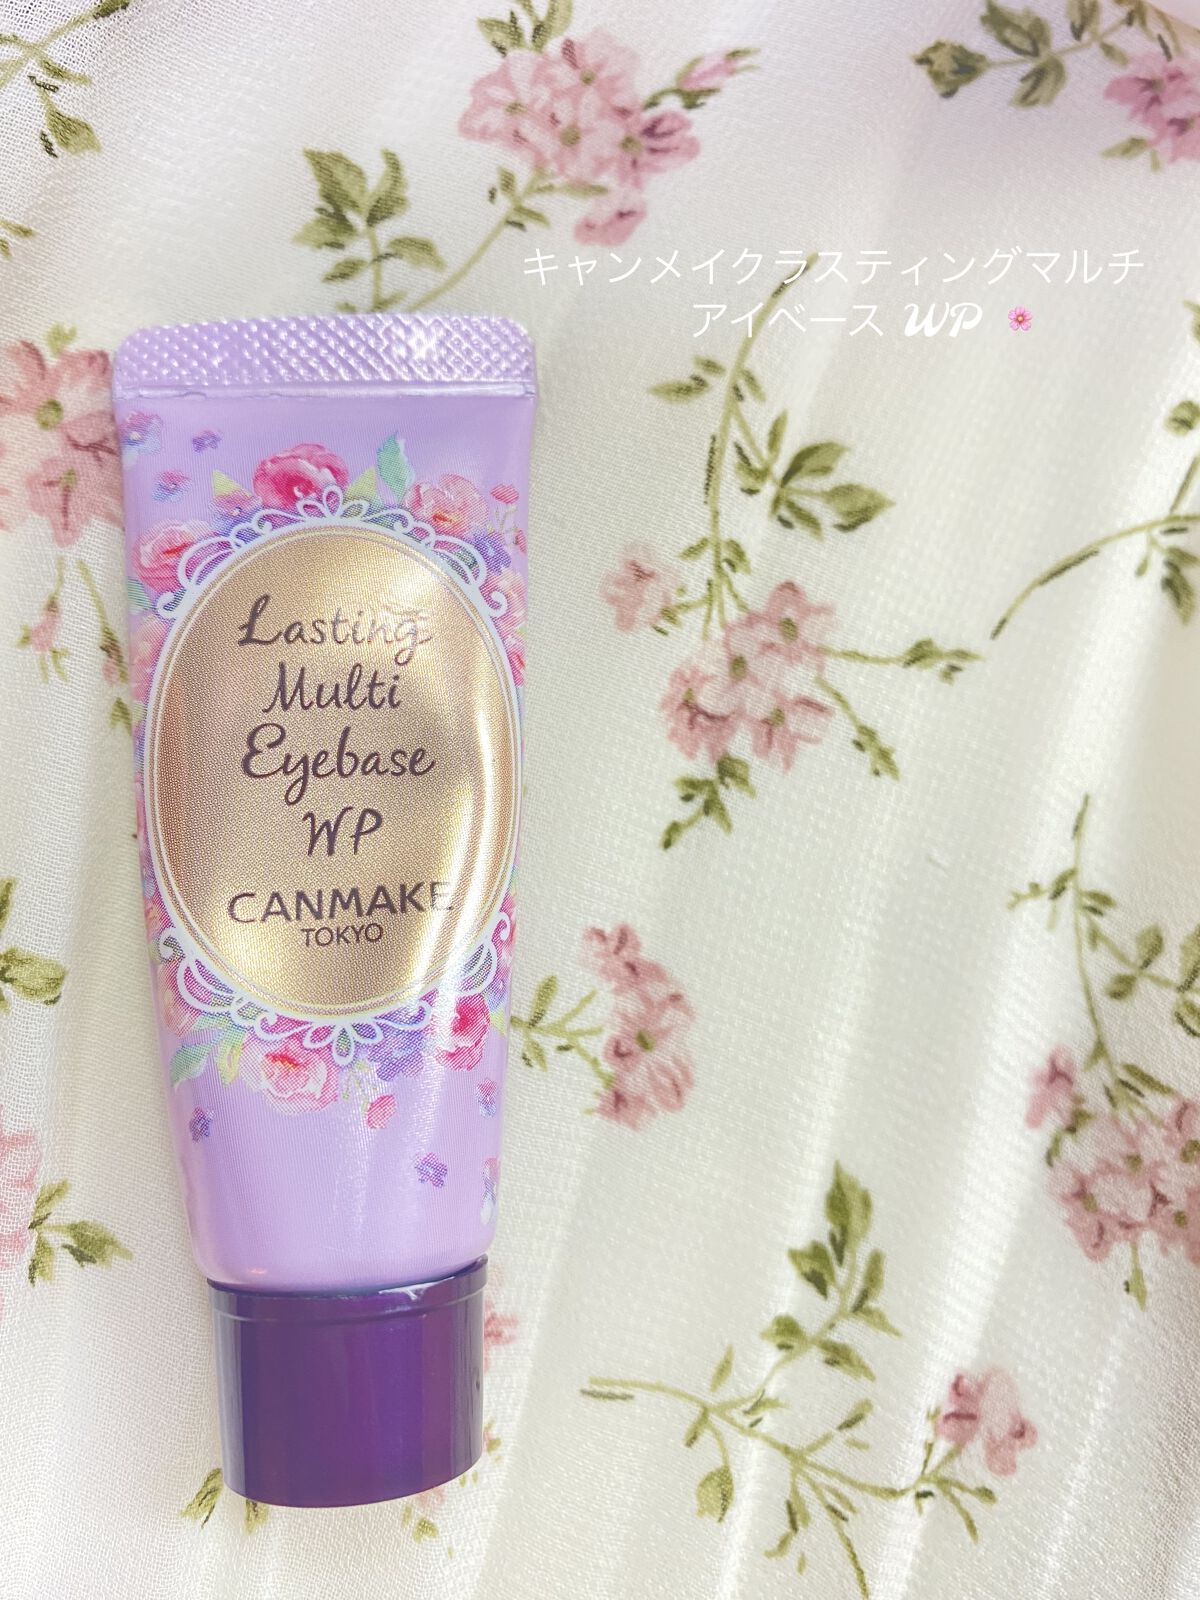 キャンメイクラスティングマルチ
アイベース WP 🌸
Lasting
Multi
Eyebase
WP
CANMAKE
TOKYO